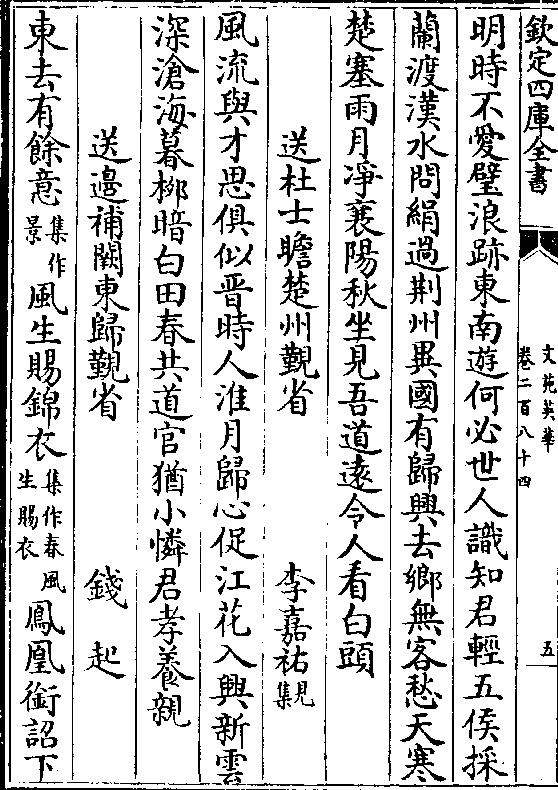 欽定四庫全書
文苑英華
卷二百八十四
五
明時不愛璧浪跡東南遊何必世人識知君輕五侯採
蘭渡漢水問絹過荆州異國有歸興去鄉無客愁天寒
楚塞雨月淨襄陽秋坐見吾道遠令人看白頭
送杜士瞻楚州覲省 李嘉祐見集
風流與才思俱似晉時人淮月歸心促江花入興新雲
深滄海暮栁暗白田春共道官猶小憐君孝養親
送邉補闕東歸覲省 錢起
東去有餘意集作景風生賜錦衣集作春風生賜衣鳳凰銜詔下